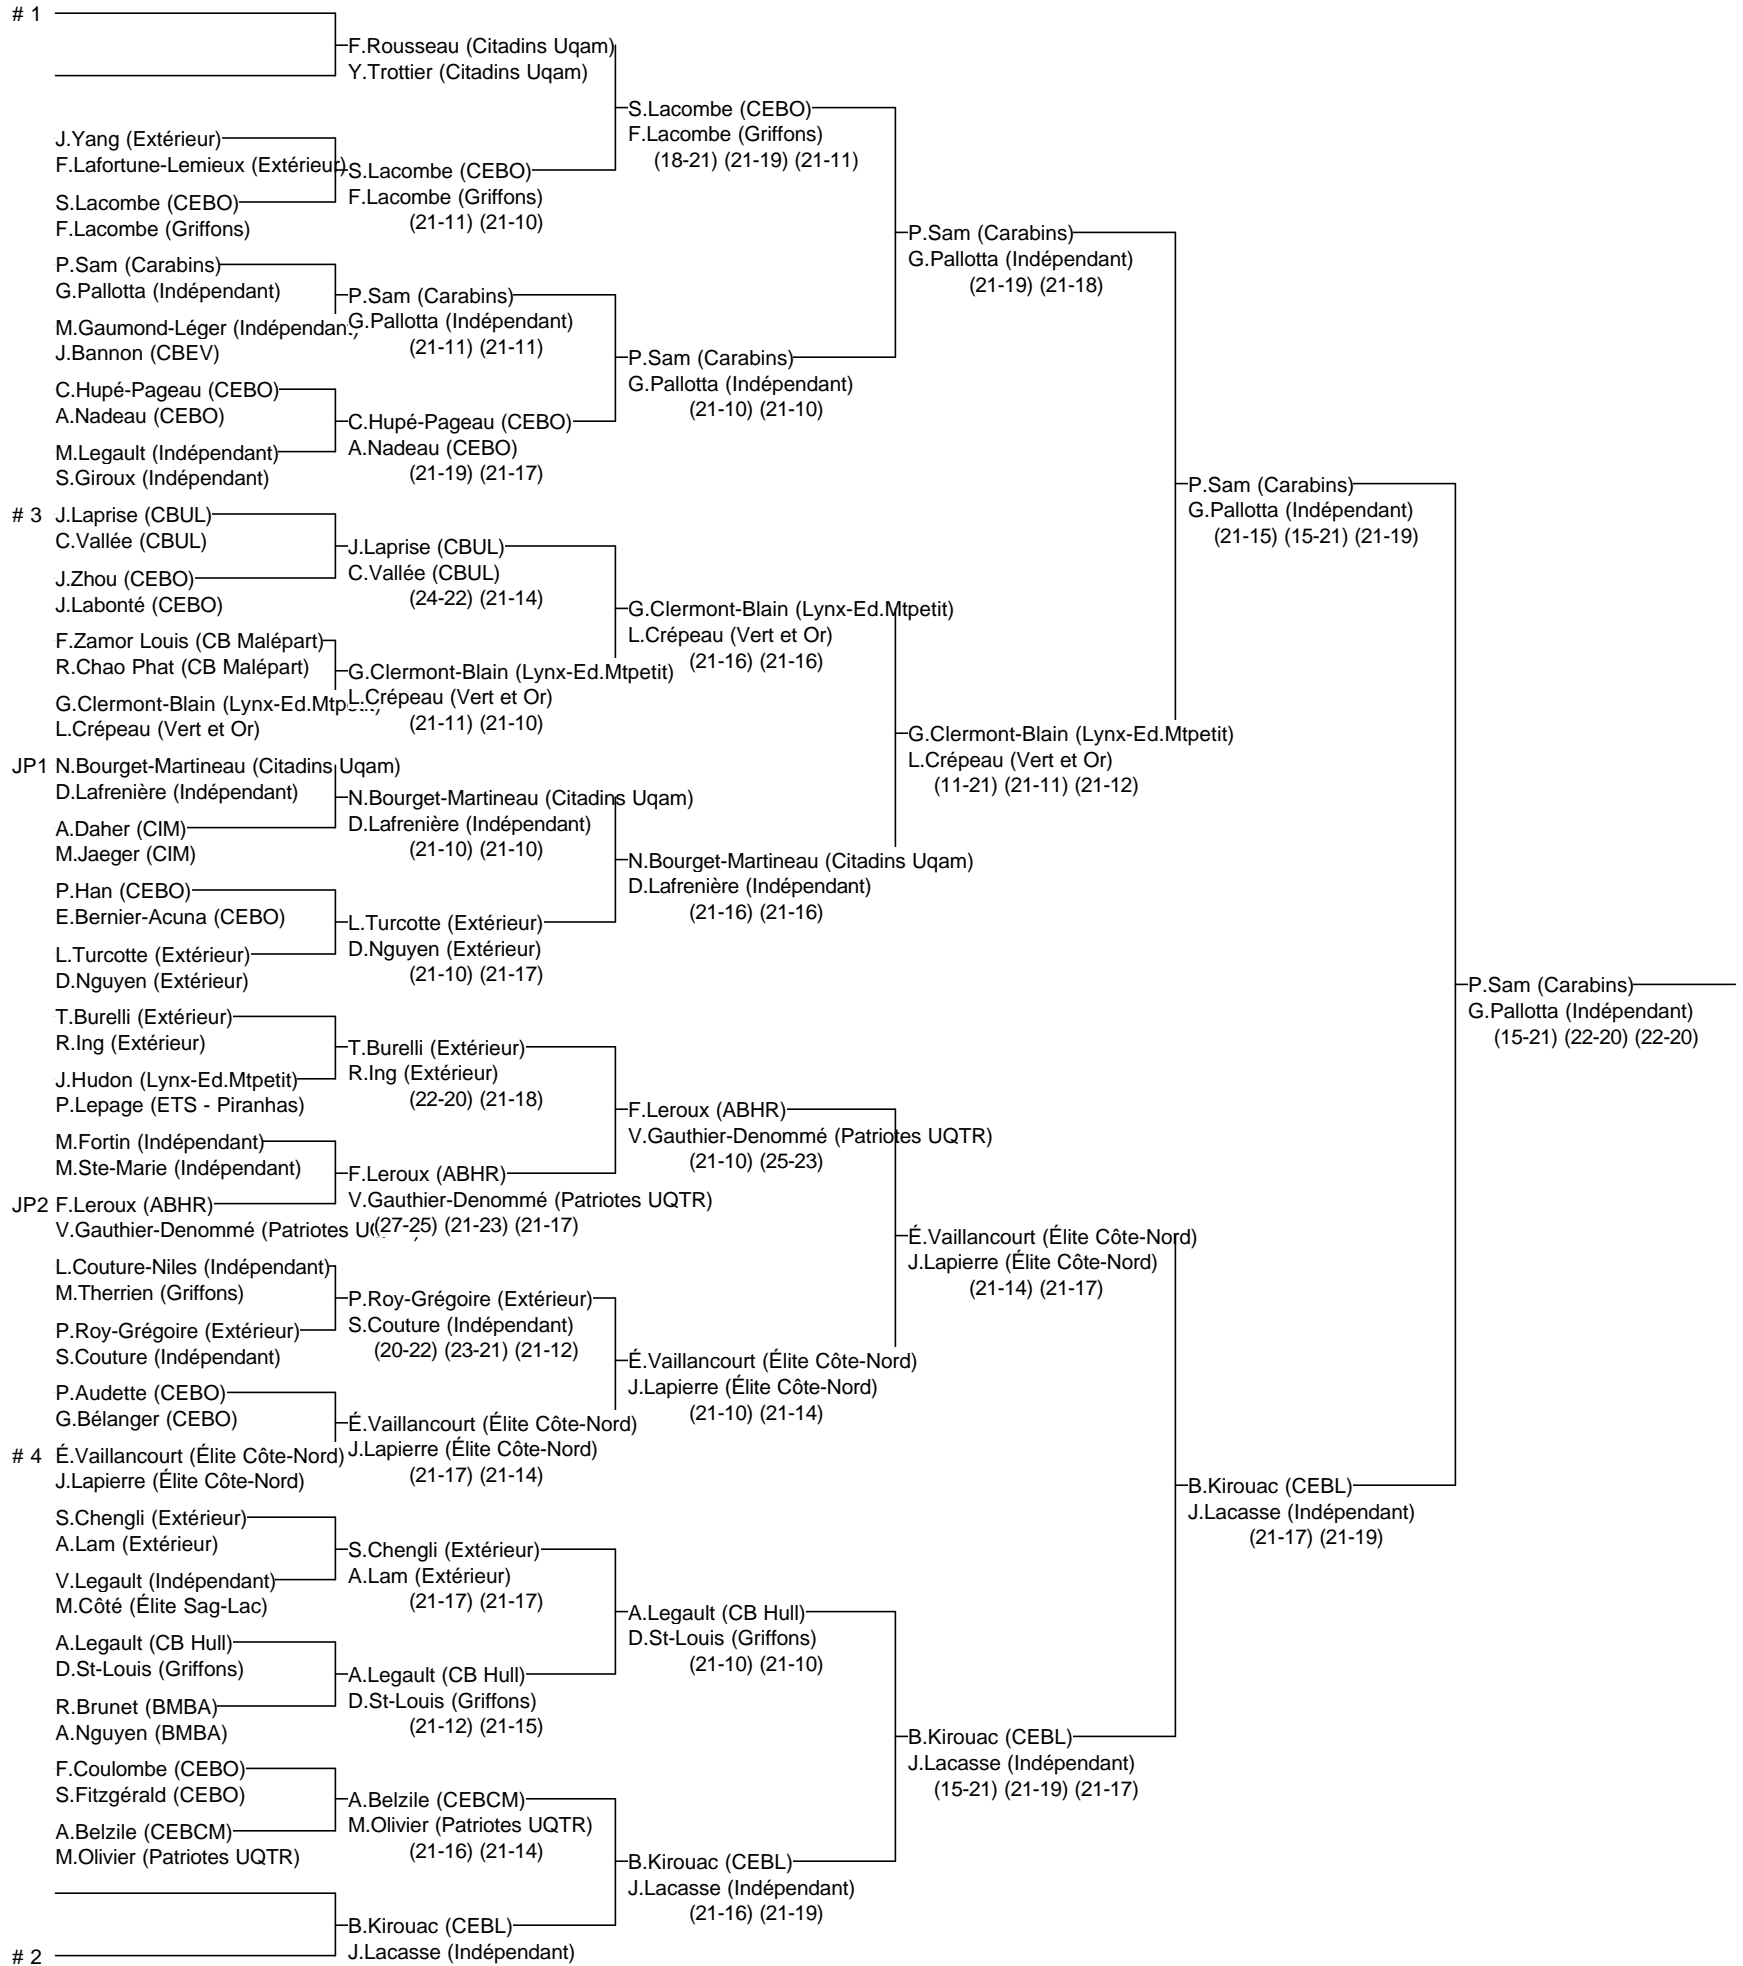 # 1
F.Rousseau (Citadins Uqam)
Y.Trottier (Citadins Uqam)
J.Yang (Extérieur)
F.Lafortune-Lemieux (Extérieur)
S.Lacombe (CEBO)
F.Lacombe (Griffons)
S.Lacombe (CEBO)
F.Lacombe (Griffons)
(21-11) (21-10)
S.Lacombe (CEBO)
F.Lacombe (Griffons)
(18-21) (21-19) (21-11)
P.Sam (Carabins)
G.Pallotta (Indépendant)
M.Gaumond-Léger (Indépendant)
J.Bannon (CBEV)
P.Sam (Carabins)
G.Pallotta (Indépendant)
(21-11) (21-11)
C.Hupé-Pageau (CEBO)
A.Nadeau (CEBO)
M.Legault (Indépendant)
S.Giroux (Indépendant)
C.Hupé-Pageau (CEBO)
A.Nadeau (CEBO)
(21-19) (21-17)
P.Sam (Carabins)
G.Pallotta (Indépendant)
(21-10) (21-10)
P.Sam (Carabins)
G.Pallotta (Indépendant)
(21-19) (21-18)
# 3 J.Laprise (CBUL)
C.Vallée (CBUL)
J.Zhou (CEBO)
J.Labonté (CEBO)
J.Laprise (CBUL)
C.Vallée (CBUL)
(24-22) (21-14)
F.Zamor Louis (CB Malépart)
R.Chao Phat (CB Malépart)
G.Clermont-Blain (Lynx-Ed.Mtpetit)
L.Crépeau (Vert et Or)
G.Clermont-Blain (Lynx-Ed.Mtpetit)
L.Crépeau (Vert et Or)
(21-11) (21-10)
G.Clermont-Blain (Lynx-Ed.Mtpetit)
L.Crépeau (Vert et Or)
(21-16) (21-16)
JP1 N.Bourget-Martineau (Citadins Uqam)
D.Lafrenière (Indépendant)
A.Daher (CIM)
M.Jaeger (CIM)
N.Bourget-Martineau (Citadins Uqam)
D.Lafrenière (Indépendant)
(21-10) (21-10)
P.Han (CEBO)
E.Bernier-Acuna (CEBO)
L.Turcotte (Extérieur)
D.Nguyen (Extérieur)
L.Turcotte (Extérieur)
D.Nguyen (Extérieur)
(21-10) (21-17)
N.Bourget-Martineau (Citadins Uqam)
D.Lafrenière (Indépendant)
(21-16) (21-16)
G.Clermont-Blain (Lynx-Ed.Mtpetit)
L.Crépeau (Vert et Or)
(11-21) (21-11) (21-12)
P.Sam (Carabins)
G.Pallotta (Indépendant)
(21-15) (15-21) (21-19)
T.Burelli (Extérieur)
R.Ing (Extérieur)
J.Hudon (Lynx-Ed.Mtpetit)
P.Lepage (ETS - Piranhas)
T.Burelli (Extérieur)
R.Ing (Extérieur)
(22-20) (21-18)
M.Fortin (Indépendant)
M.Ste-Marie (Indépendant)
JP2 F.Leroux (ABHR)
V.Gauthier-Denommé (Patriotes
F.Leroux (ABHR)
V.Gauthier-Denommé (Patriotes UQTR)
(27-25) (21-23) (21-17)
F.Leroux (ABHR)
V.Gauthier-Denommé (Patriotes UQTR)
(21-10) (25-23)
L.Couture-Niles (Indépendant)
M.Therrien (Griffons)
P.Roy-Grégoire (Extérieur)
S.Couture (Indépendant)
P.Roy-Grégoire (Extérieur)
S.Couture (Indépendant)
(20-22) (23-21) (21-12)
P.Audette (CEBO)
G.Bélanger (CEBO)
# 4 É.Vaillancourt (Élite Côte-Nord)
J.Lapierre (Élite Côte-Nord)
É.Vaillancourt (Élite Côte-Nord)
J.Lapierre (Élite Côte-Nord)
(21-17) (21-14)
É.Vaillancourt (Élite Côte-Nord)
J.Lapierre (Élite Côte-Nord)
(21-10) (21-14)
É.Vaillancourt (Élite Côte-Nord)
J.Lapierre (Élite Côte-Nord)
(21-14) (21-17)
S.Chengli (Extérieur)
A.Lam (Extérieur)
V.Legault (Indépendant)
M.Côté (Élite Sag-Lac)
S.Chengli (Extérieur)
A.Lam (Extérieur)
(21-17) (21-17)
A.Legault (CB Hull)
D.St-Louis (Griffons)
R.Brunet (BMBA)
A.Nguyen (BMBA)
A.Legault (CB Hull)
D.St-Louis (Griffons)
(21-12) (21-15)
A.Legault (CB Hull)
D.St-Louis (Griffons)
(21-10) (21-10)
F.Coulombe (CEBO)
S.Fitzgérald (CEBO)
A.Belzile (CEBCM)
M.Olivier (Patriotes UQTR)
A.Belzile (CEBCM)
M.Olivier (Patriotes UQTR)
(21-16) (21-14)
# 2
B.Kirouac (CEBL)
J.Lacasse (Indépendant)
B.Kirouac (CEBL)
J.Lacasse (Indépendant)
(21-16) (21-19)
B.Kirouac (CEBL)
J.Lacasse (Indépendant)
(15-21) (21-19) (21-17)
B.Kirouac (CEBL)
J.Lacasse (Indépendant)
(21-17) (21-19)
P.Sam (Carabins)
G.Pallotta (Indépendant)
(15-21) (22-20) (22-20)